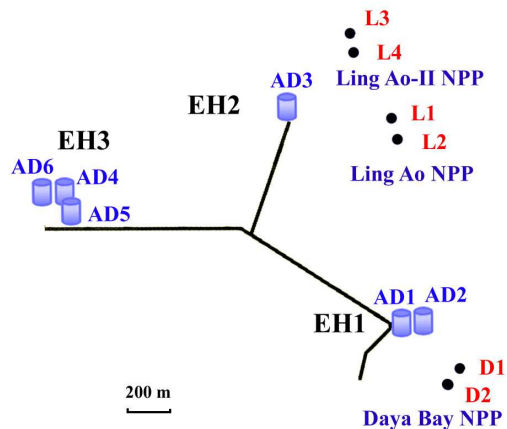 L3
L4
Ling Ao-II NPP
AD3
EH2
L1
L2
Ling Ao NPP
EH3
AD6 AD4
AD5
AD1 AD2
EH1
D1
D2
Daya Bay NPP
200 m